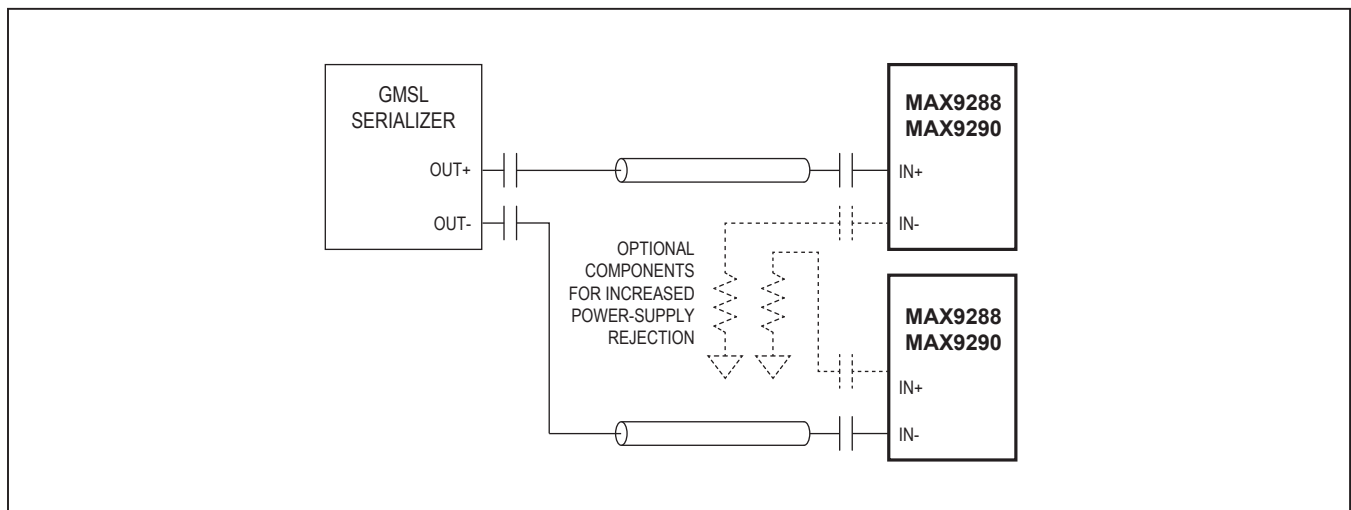 GMSL
SERIALIZER
OUT+
OUT-
MAX9288
MAX9290
IN+
IN-
OPTIONAL
COMPONENTS
FOR INCREASED
POWER-SUPPLY
REJECTION
MAX9288
MAX9290
IN+
IN-